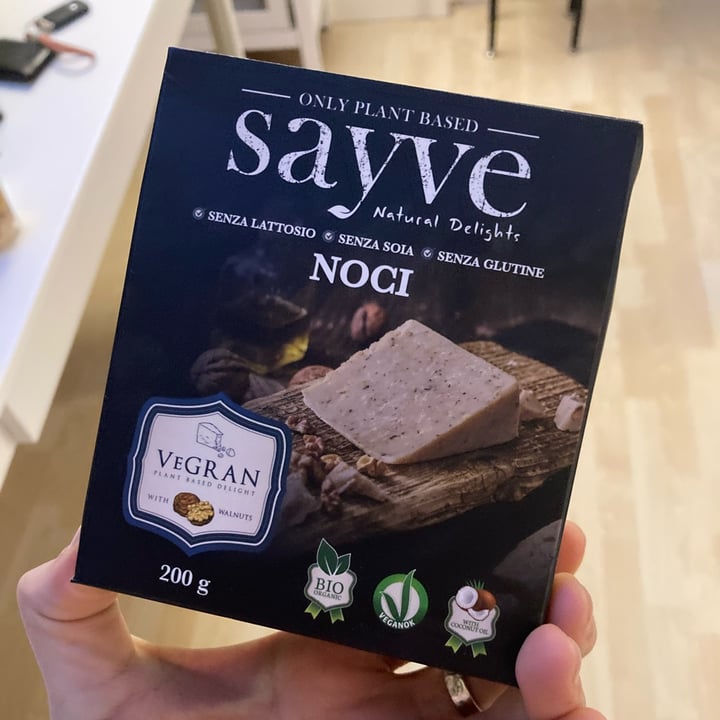 ONLY PLANT BASED
sayve
Natural Delights
SENZA LATTOSIO SENZA SOIA SENZA GLUTINE
NOCI
VEGRAN
PLANT BASED DELIGHT
WITH WALNUTS
200 g
BIO
ORGANIC
VEGANOK
WITH
COCONUT OIL